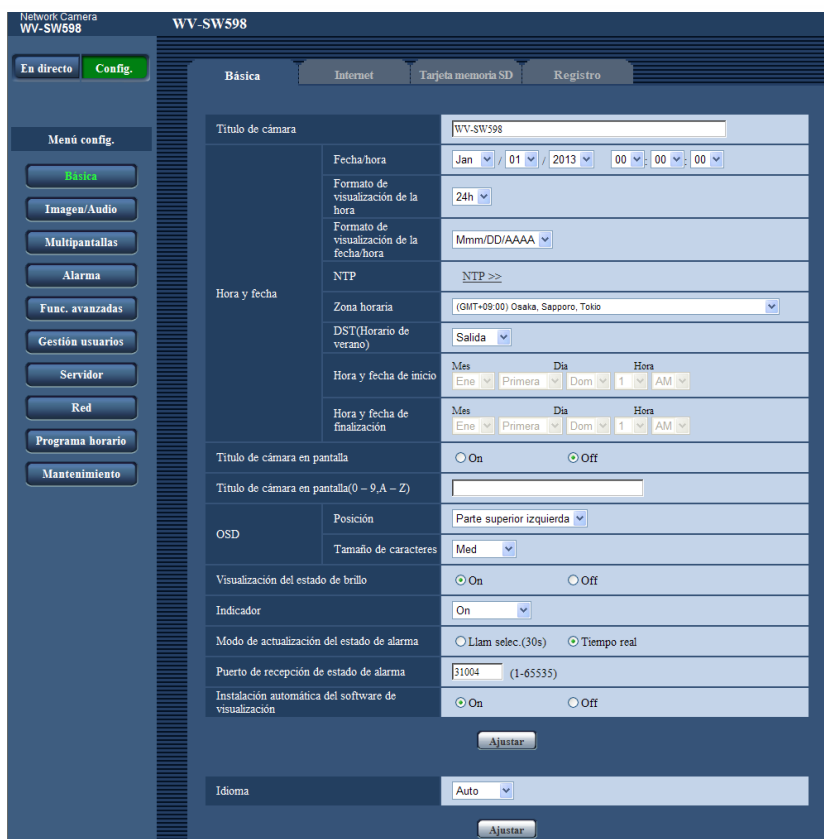 Network Camera
WV-SW598
WV-SW598
En directo Config.
Básica Internet Tarjeta memoria SD Registro
Menú config.
Básica
Imagen/Audio
Multipantallas
Alarma
Func. avanzadas
Gestión usuarios
Servidor
Red
Programa horario
Mantenimiento
Titulo de cámara WV-SW598
Hora y fecha
Fecha/hora Jan / 01 / 2013 00 : 00 : 00
Formato de
visualización de la
hora
24h
Formato de
visualización de la
fecha/hora
Mmm/DD/AAAA
NTP NTP >>
Zona horaria (GMT+09:00) Osaka, Sapporo, Tokio
DST(Horario de
verano)
Salida
Hora y fecha de inicio
Mes Dia Hora
Ene Primera Dom 1 AM
Hora y fecha de
finalización
Mes Dia Hora
Ene Primera Dom 1 AM
Titulo de cámara en pantalla On Off
Titulo de cámara en pantalla(0 – 9,A – Z)
OSD
Posición Parte superior izquierda
Tamaño de caracteres Med
Visualización del estado de brillo On Off
Indicador On
Modo de actualización del estado de alarma Llam selec.(30s) Tiempo real
Puerto de recepción de estado de alarma 31004 (1-65535)
Instalación automática del software de
visualización
On Off
Ajustar
Idioma Auto
Ajustar